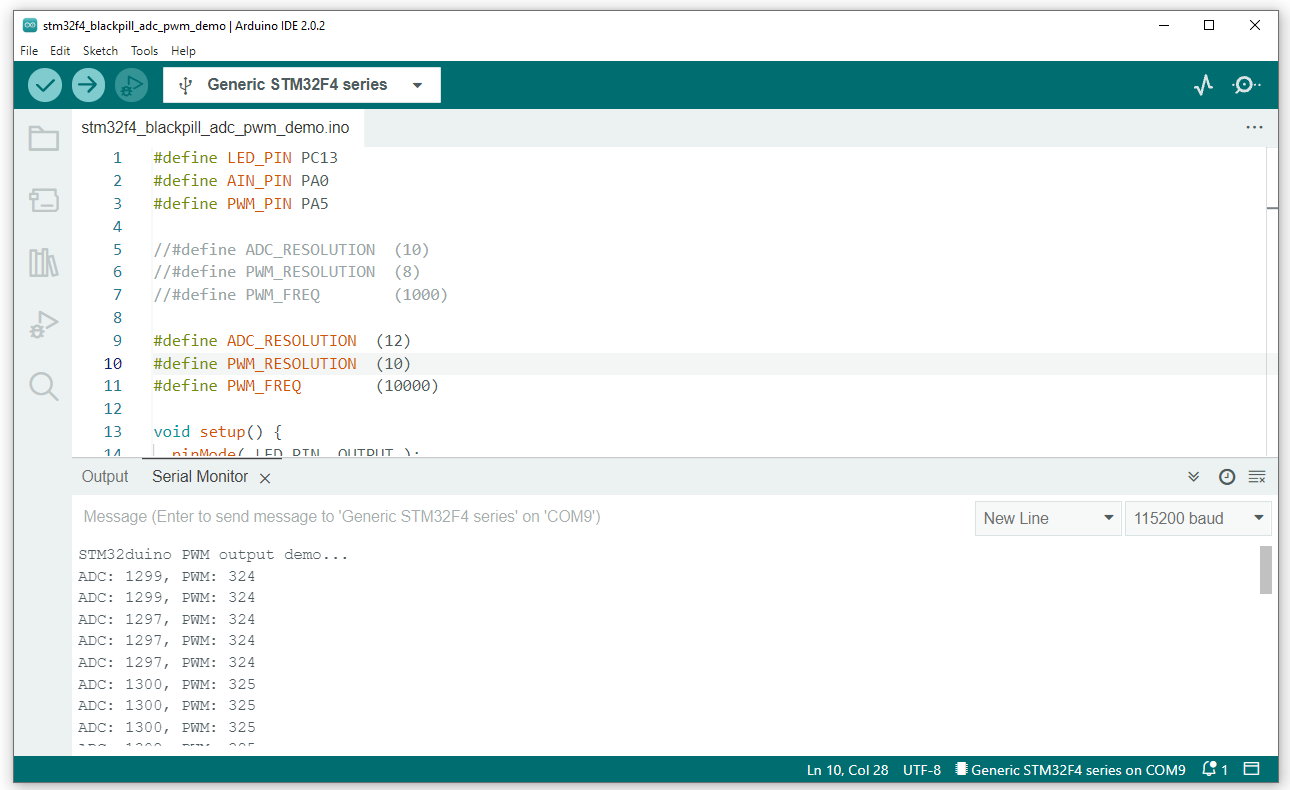 stm32f4_blackpill_adc_pwm_demo | Arduino IDE 2.0.2
File Edit Sketch Tools Help
Generic STM32F4 series
stm32f4_blackpill_adc_pwm_demo.ino
1 #define LED_PIN PC13
2 #define AIN_PIN PA0
3 #define PWM_PIN PA5
4
5 //#define ADC_RESOLUTION (10)
6 //#define PWM_RESOLUTION (8)
7 //#define PWM_FREQ (1000)
8
9 #define ADC_RESOLUTION (12)
10 #define PWM_RESOLUTION (10)
11 #define PWM_FREQ (10000)
12
13 void setup() {
14 pinMode( LED_PIN, OUTPUT );
Output Serial Monitor
Message (Enter to send message to 'Generic STM32F4 series' on 'COM9')
New Line 115200 baud
STM32duino PWM output demo...
ADC: 1299, PWM: 324
ADC: 1299, PWM: 324
ADC: 1297, PWM: 324
ADC: 1297, PWM: 324
ADC: 1297, PWM: 324
ADC: 1300, PWM: 325
ADC: 1300, PWM: 325
ADC: 1300, PWM: 325
Ln 10, Col 28 UTF-8 Generic STM32F4 series on COM9 1